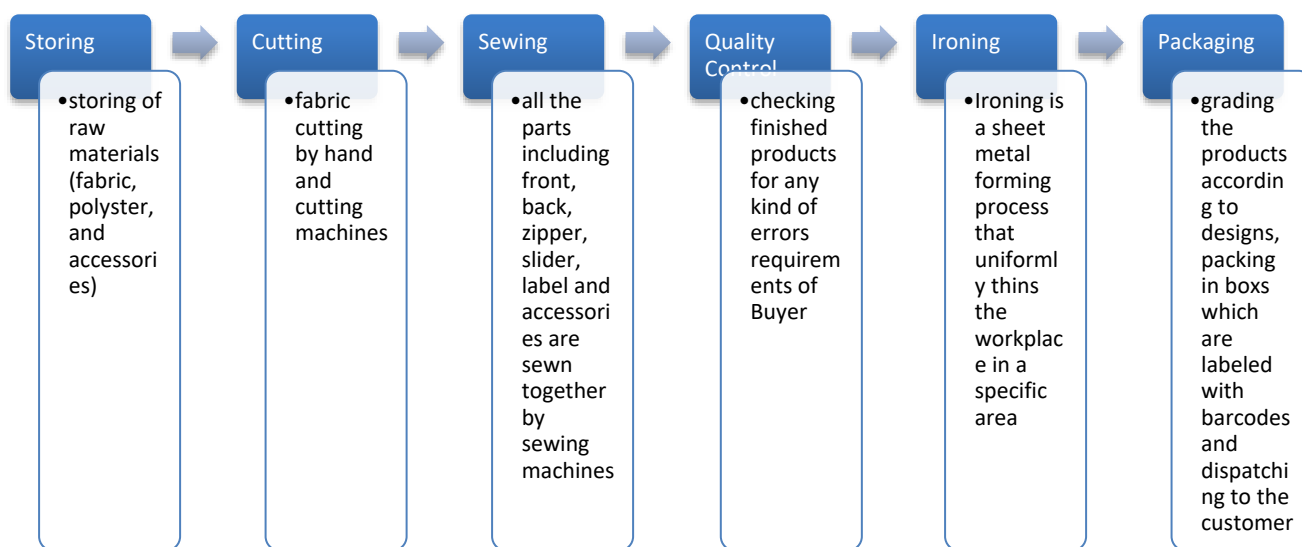 Storing
•storing of
raw
materials
(fabric,
polyster,
and
accessori
es)
Cutting
•fabric
cutting
by hand
and
cutting
machines
Sewing
•all the
parts
including
front,
back,
zipper,
slider,
label and
accessori
es are
sewn
together
by
sewing
machines
Quality
Control
•checking
finished
products
for any
kind of
errors
requirem
ents of
Buyer
Ironing
•Ironing is
a sheet
metal
forming
process
that
uniforml
y thins
the
workplac
e in a
specific
area
Packaging
•grading
the
products
accordin
g to
designs,
packing
in boxs
which
are
labeled
with
barcodes
and
dispatchi
ng to the
customer